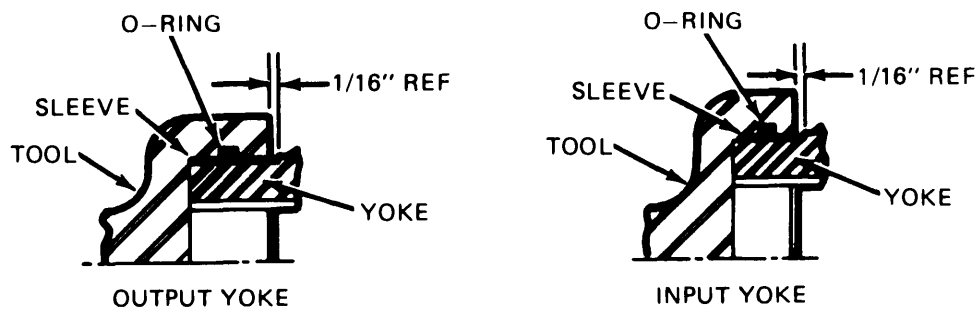 O-RING
1/16" REF
SLEEVE
TOOL
YOKE
OUTPUT YOKE
O-RING
1/16" REF
SLEEVE
TOOL
YOKE
INPUT YOKE